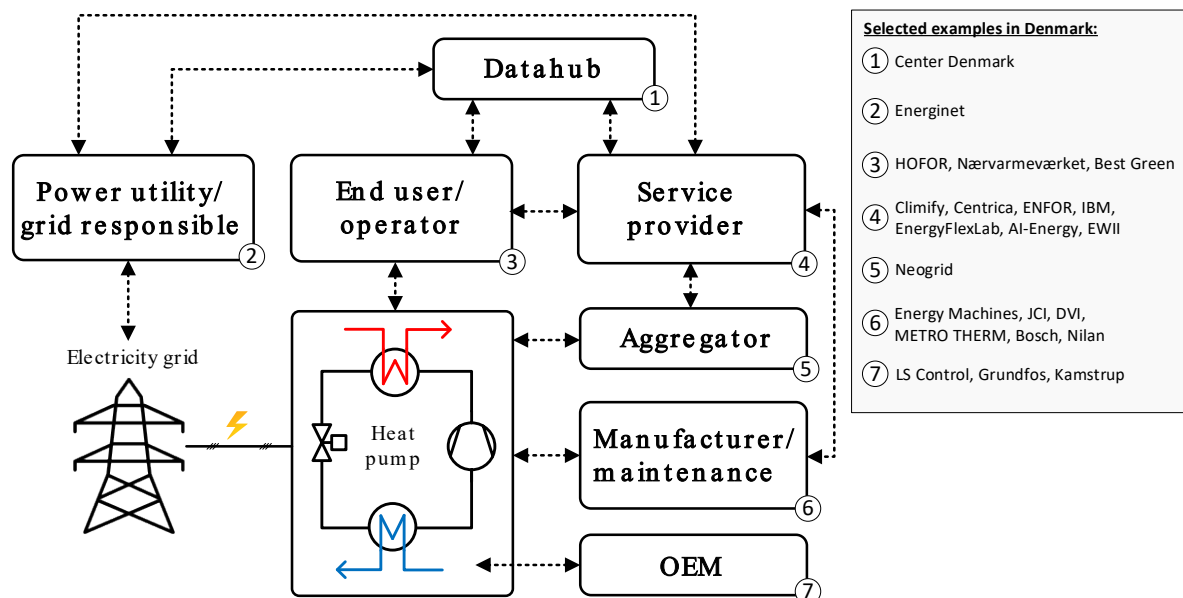 Datahub
1
Power utility/
grid responsible
2
End user/
operator
3
Service
provider
4
Electricity grid
Heat
pump
Aggregator
5
Manufacturer/
maintenance
6
OEM
7
Selected examples in Denmark:
1 Center Denmark
2 Energinet
3 HOFOR, Nærvarmeværket, Best Green
4 Climify, Centrica, ENFOR, IBM,
EnergyFlexLab, AI-Energy, EWII
5 Neogrid
6 Energy Machines, JCI, DVI,
METRO THERM, Bosch, Nilan
7 LS Control, Grundfos, Kamstrup